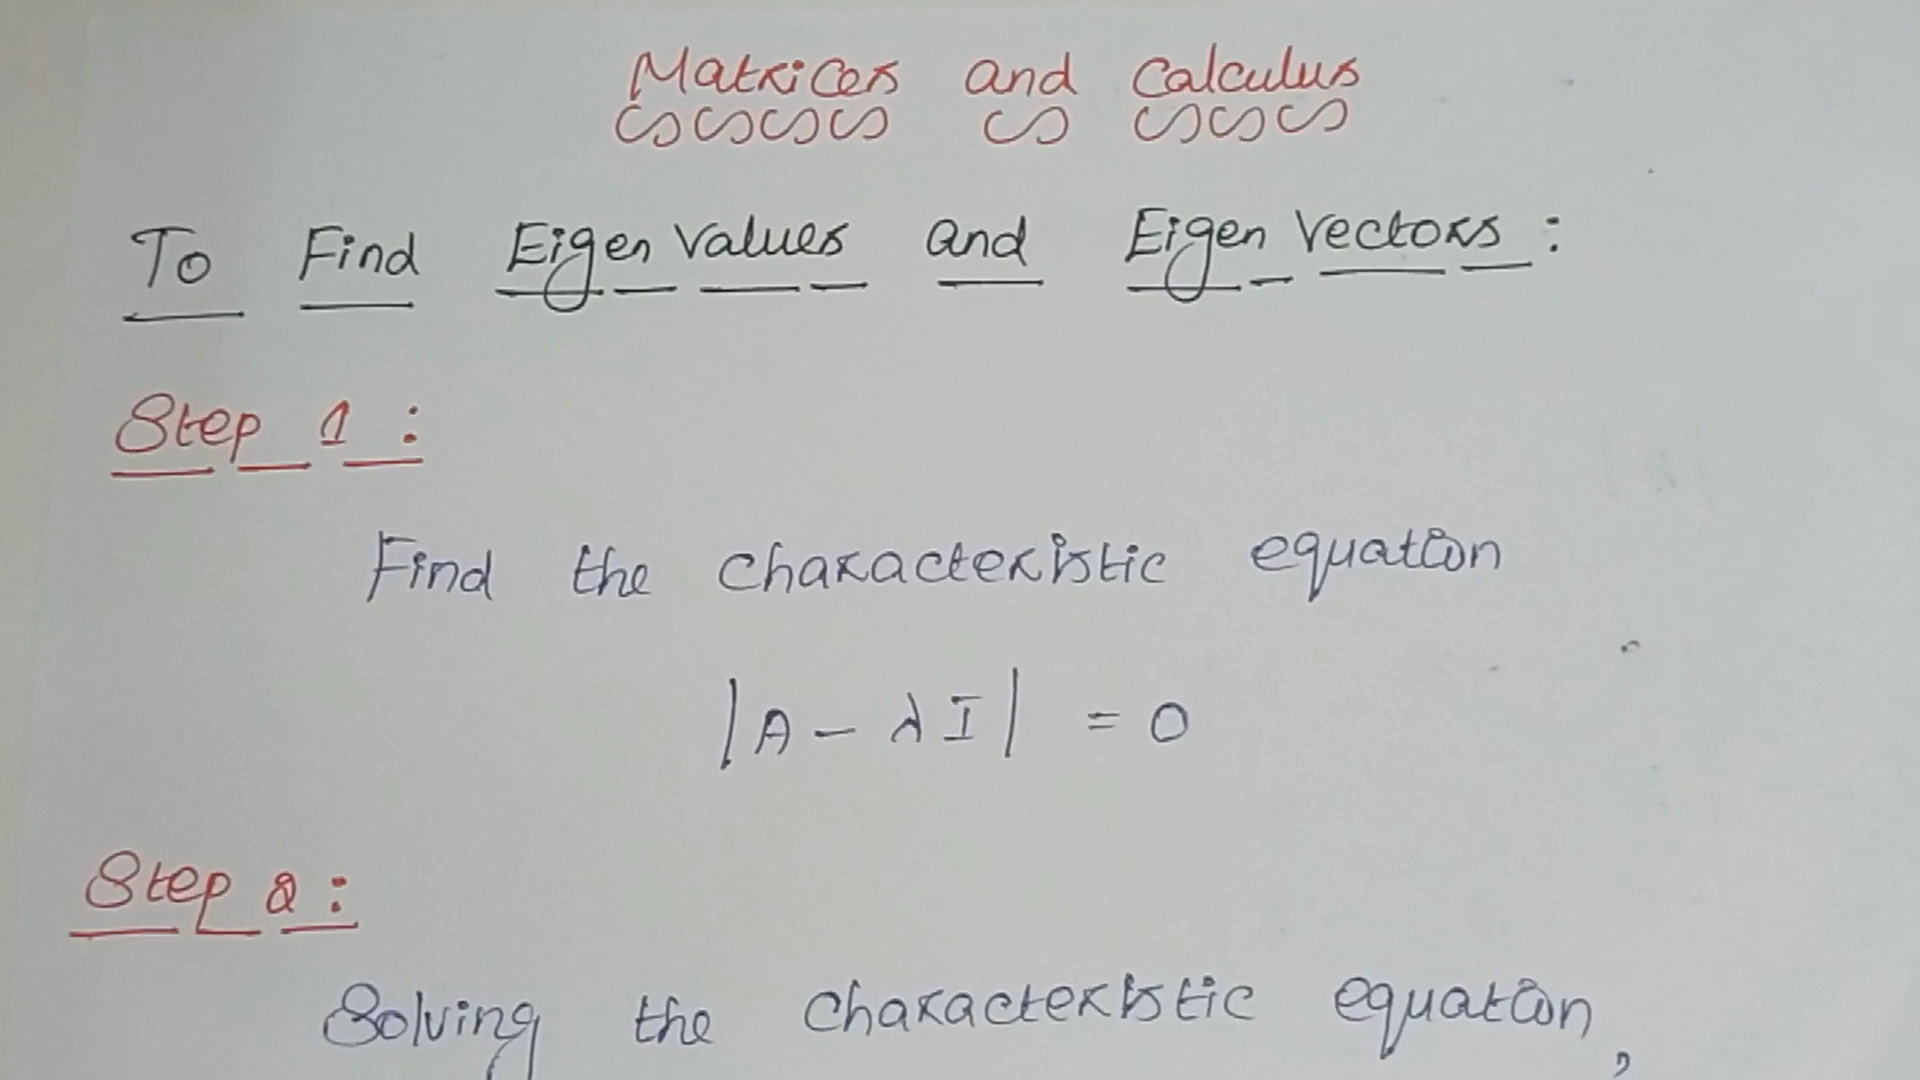 Matrices and Calculus
To Find Eigen Values and Eigen Vectors :
Step 1 :
Find the characteristic equation
|A - λI| = 0
Step 2 :
Solving the characteristic equation,